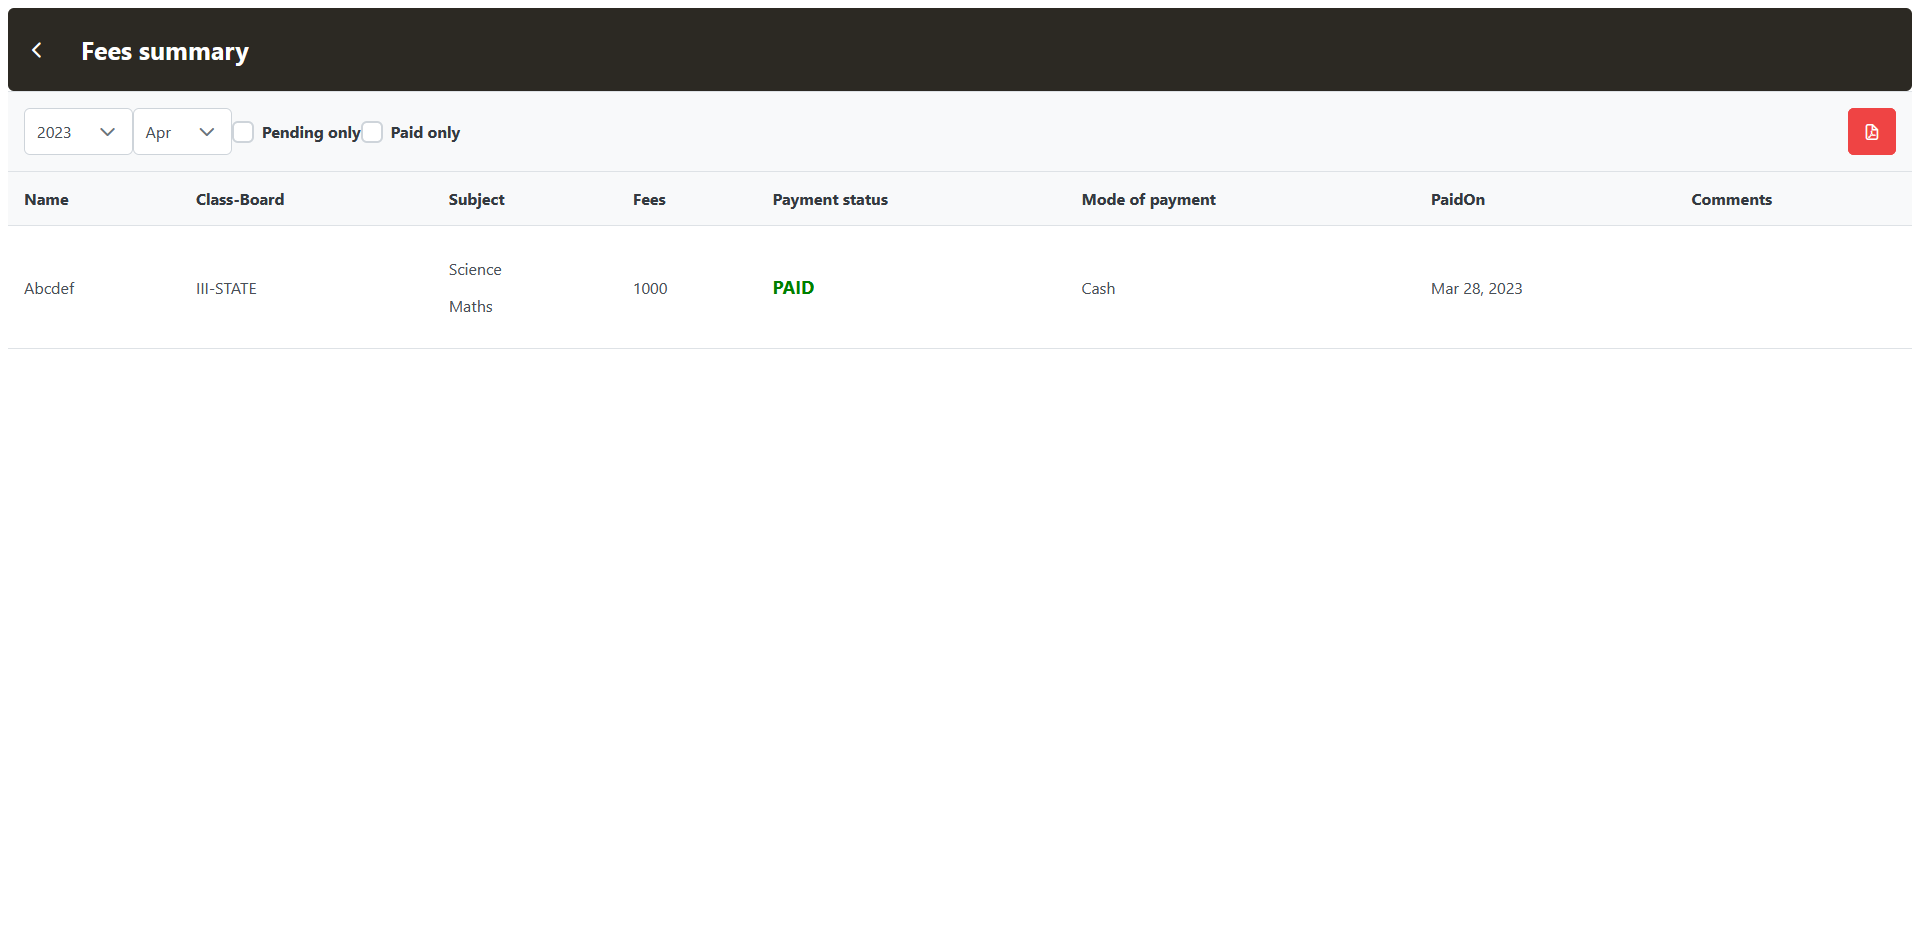 Fees summary
2023 Apr Pending only Paid only
Name Class-Board Subject Fees Payment status Mode of payment PaidOn Comments
Science
Abcdef III-STATE 1000 PAID Cash Mar 28, 2023
Maths